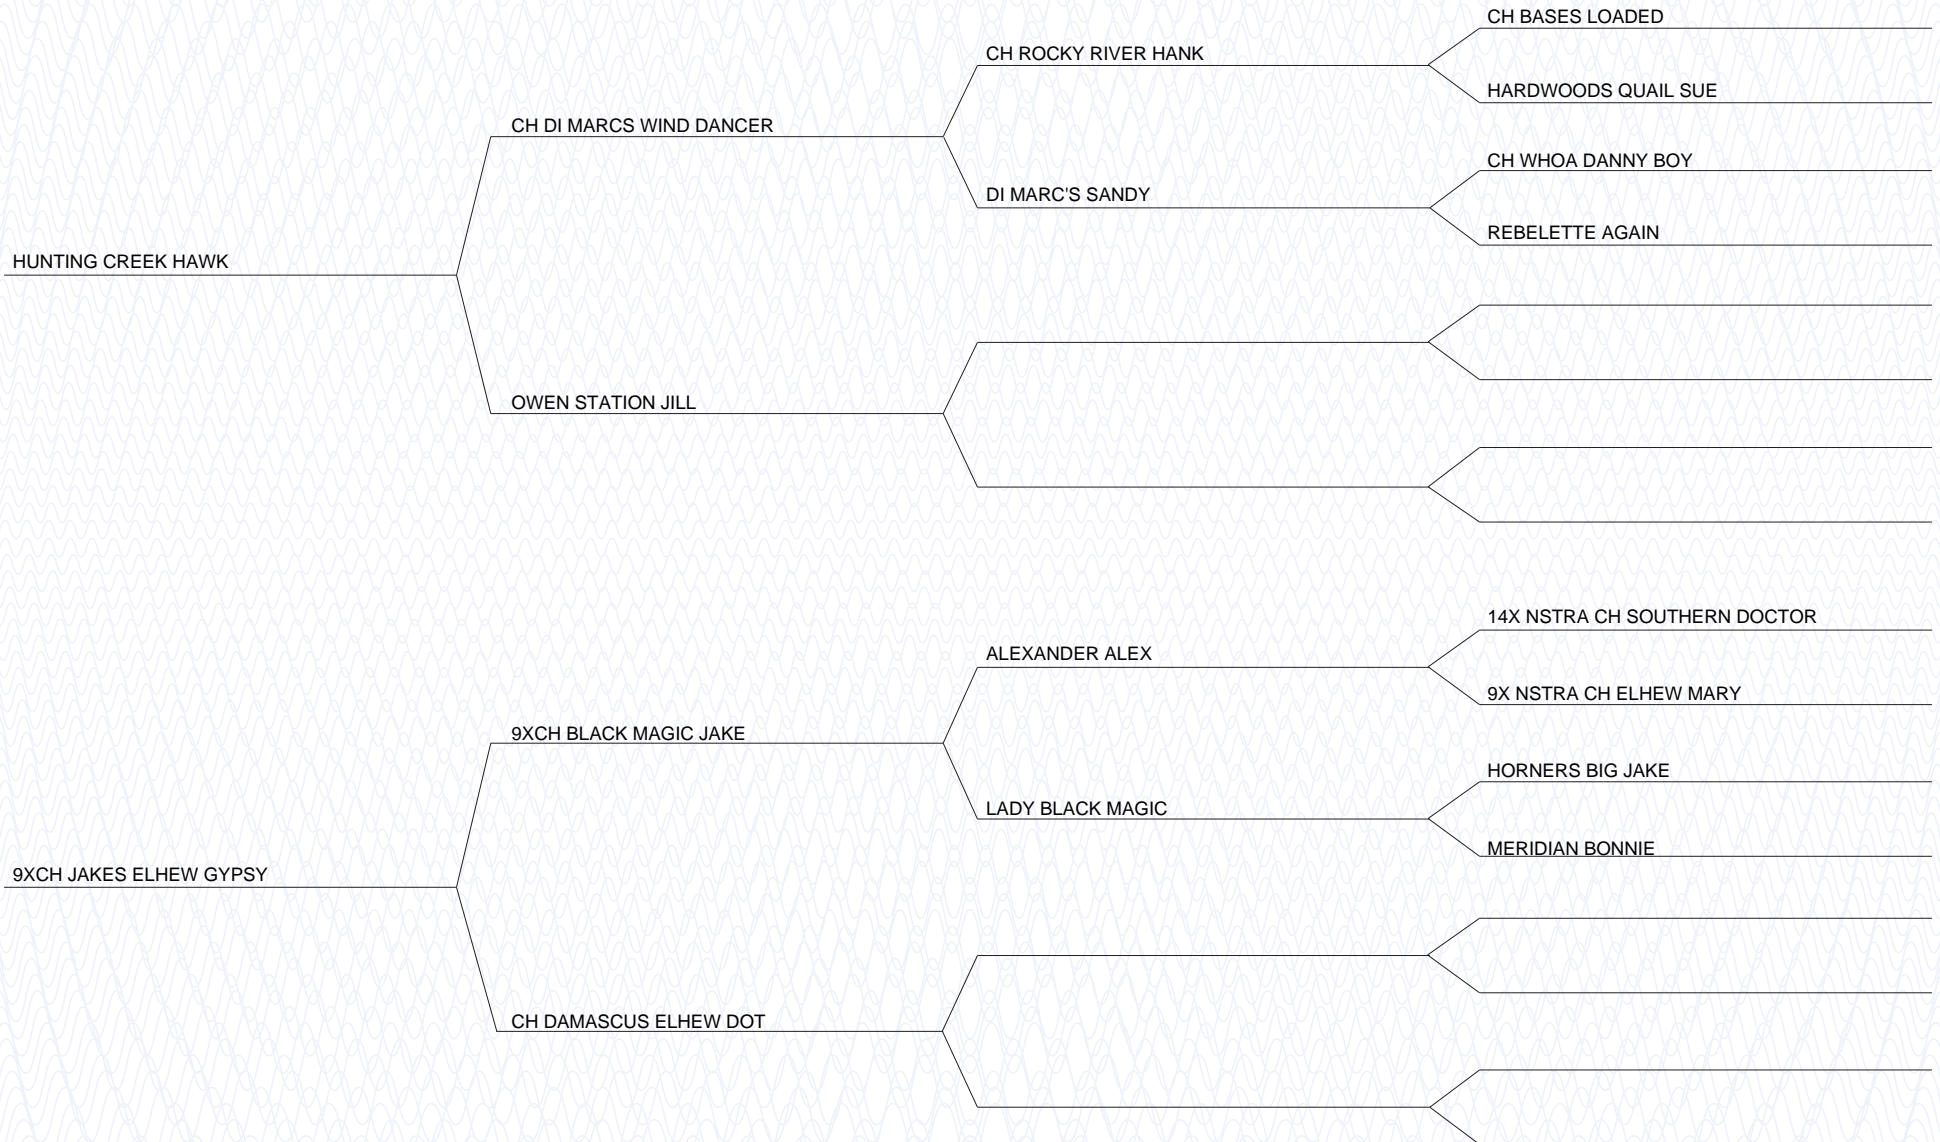 CH BASES LOADED
CH ROCKY RIVER HANK
HARDWOODS QUAIL SUE
CH DI MARCS WIND DANCER
CH WHOA DANNY BOY
DI MARC'S SANDY
REBELETTE AGAIN
HUNTING CREEK HAWK
OWEN STATION JILL
14X NSTRA CH SOUTHERN DOCTOR
ALEXANDER ALEX
9X NSTRA CH ELHEW MARY
9XCH BLACK MAGIC JAKE
HORNERS BIG JAKE
LADY BLACK MAGIC
MERIDIAN BONNIE
9XCH JAKES ELHEW GYPSY
CH DAMASCUS ELHEW DOT